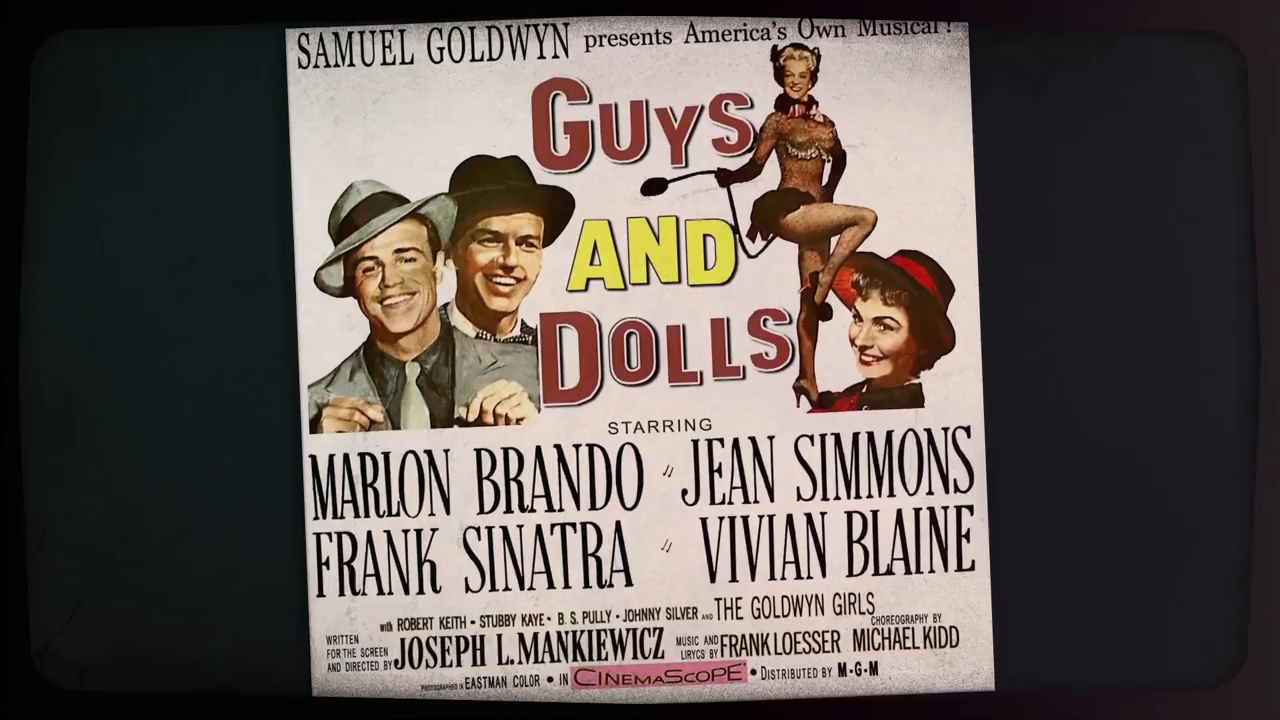 SAMUEL GOLDWYN presents America's Own Musical!
GUYS
AND
DOLLS
STARRING
MARLON BRANDO JEAN SIMMONS
FRANK SINATRA VIVIAN BLAINE
with ROBERT KEITH • STUBBY KAYE • B. S. PULLY • JOHNNY SILVER AND THE GOLDWYN GIRLS
WRITTEN FOR THE SCREEN AND DIRECTED BY JOSEPH L. MANKIEWICZ MUSIC AND LIRYCS BY FRANK LOESSER CHOREOGRAPHY BY MICHAEL KIDD
PHOTOGRAPHED IN EASTMAN COLOR • IN CINEMASCOPE • DISTRIBUTED BY M-G-M